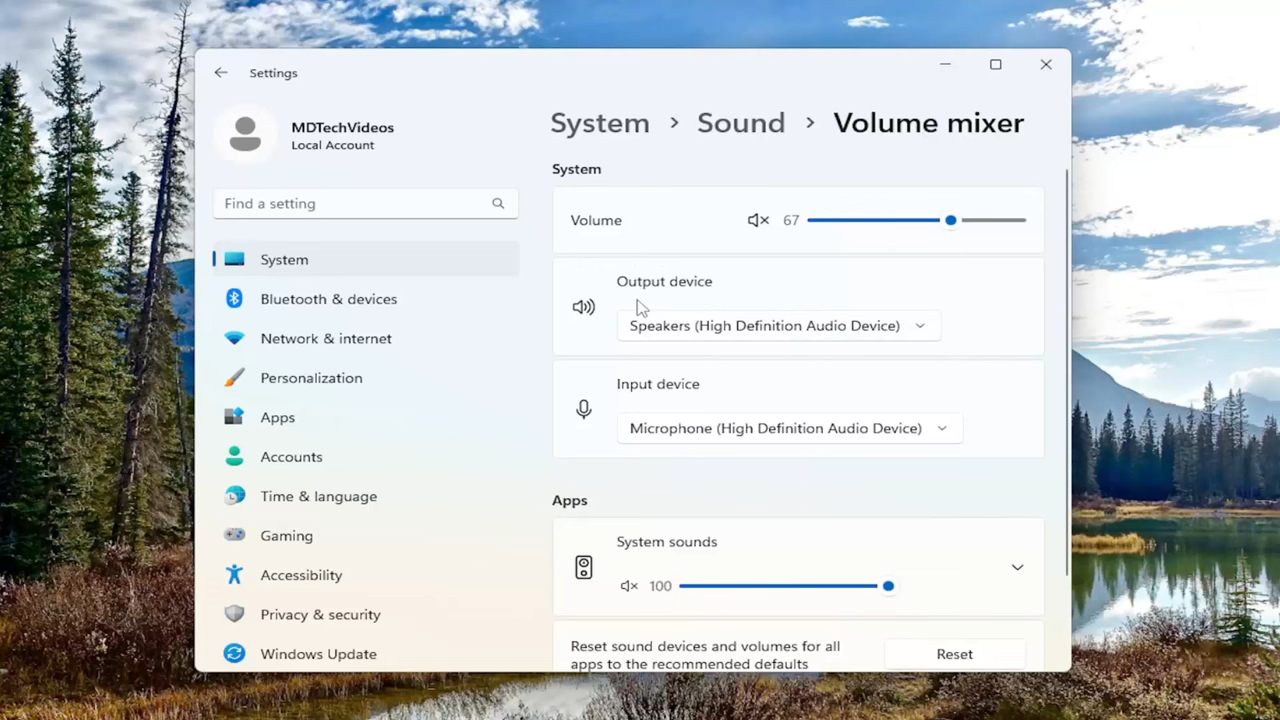 Settings
MDTechVideos
Local Account
Find a setting
System
Bluetooth & devices
Network & internet
Personalization
Apps
Accounts
Time & language
Gaming
Accessibility
Privacy & security
Windows Update
System > Sound > Volume mixer
System
Volume 67
Output device
Speakers (High Definition Audio Device)
Input device
Microphone (High Definition Audio Device)
Apps
System sounds
100
Reset sound devices and volumes for all
apps to the recommended defaults
Reset